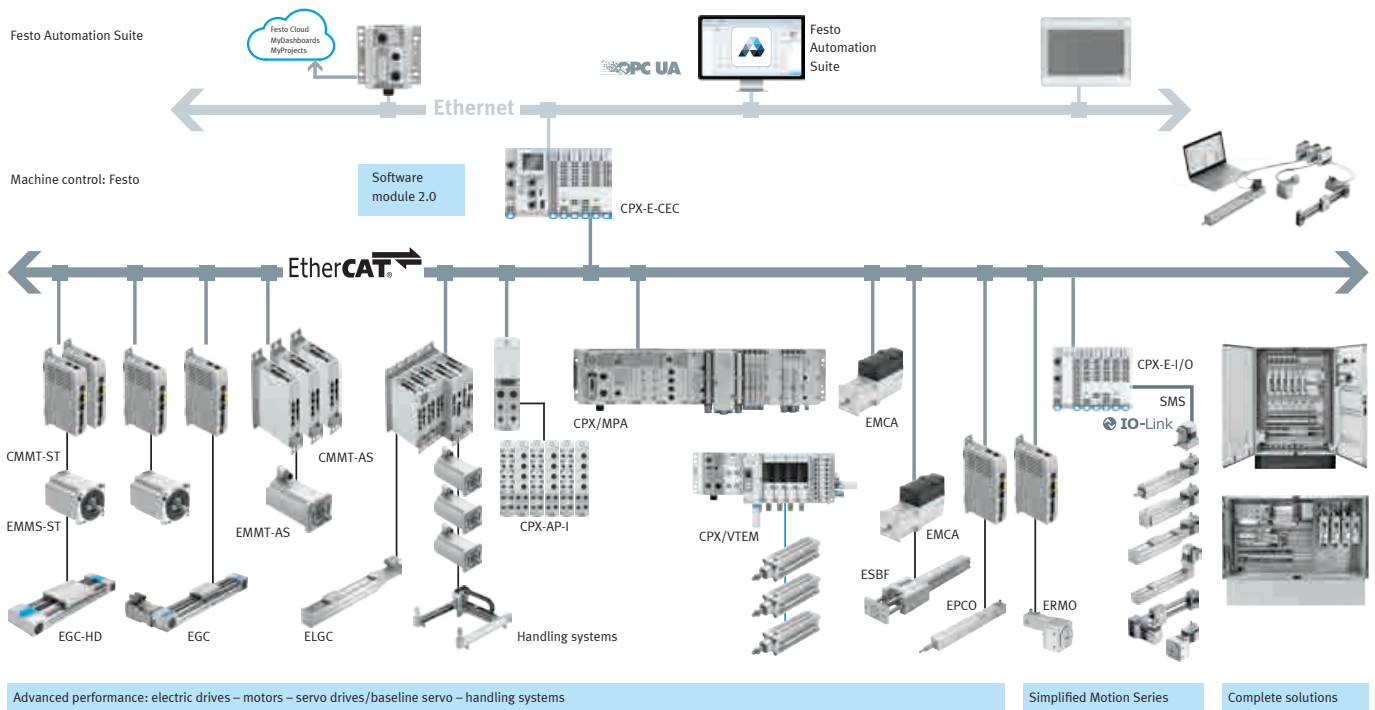 Festo Automation Suite
Festo Cloud
MyDashboards
MyProjects
OPC UA
Festo
Automation
Suite
Ethernet
Machine control: Festo
Software
module 2.0
CPX-E-CEC
EtherCAT®
CMMT-ST
EMMS-ST
EGC-HD
EGC
EMMT-AS
CMMT-AS
ELGC
Handling systems
CPX-AP-I
CPX/MPA
CPX/VTEM
EMCA
EMCA
ESBF
EPCO
ERMO
CPX-E-I/O
SMS
IO-Link
Advanced performance: electric drives – motors – servo drives/baseline servo – handling systems
Simplified Motion Series
Complete solutions